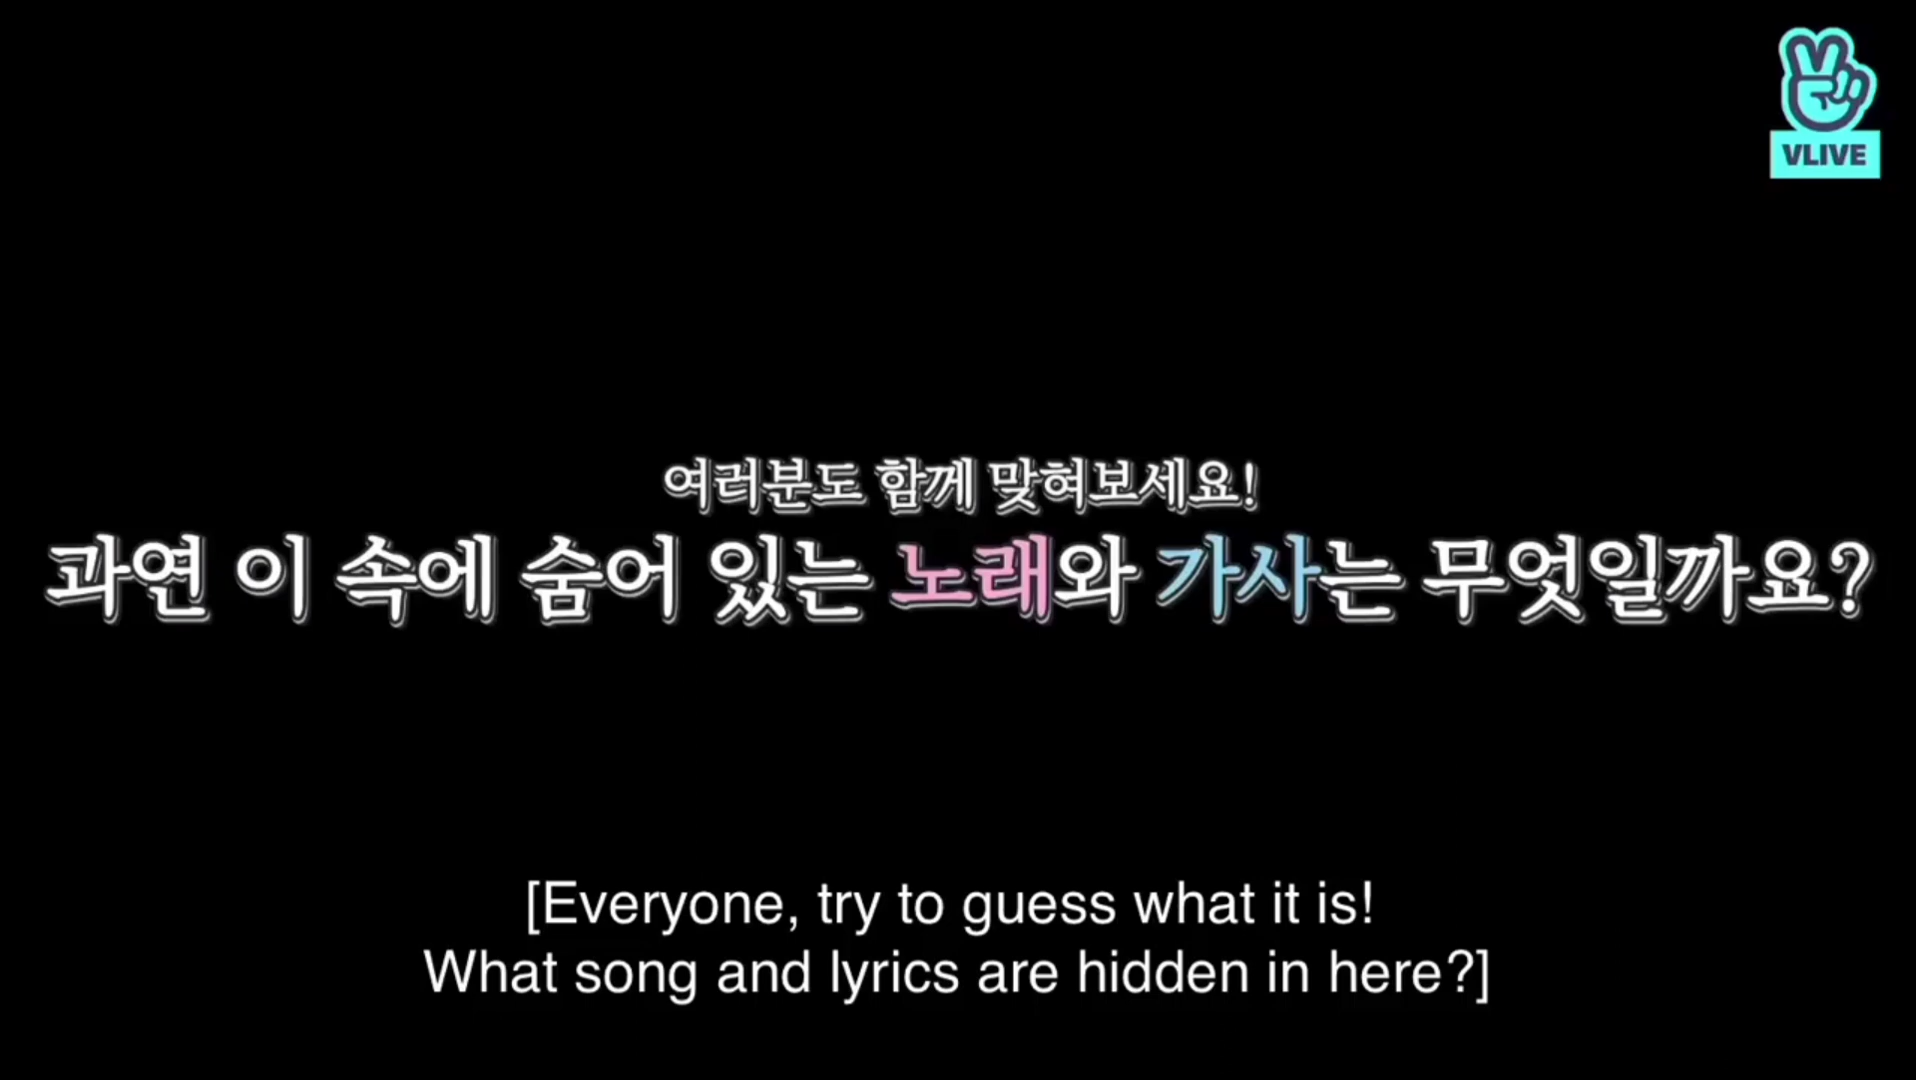 VLIVE
여러분도 함께 맞혀보세요!
과연 이 속에 숨어 있는 노래와 가사는 무엇일까요?
[Everyone, try to guess what it is!
What song and lyrics are hidden in here?]